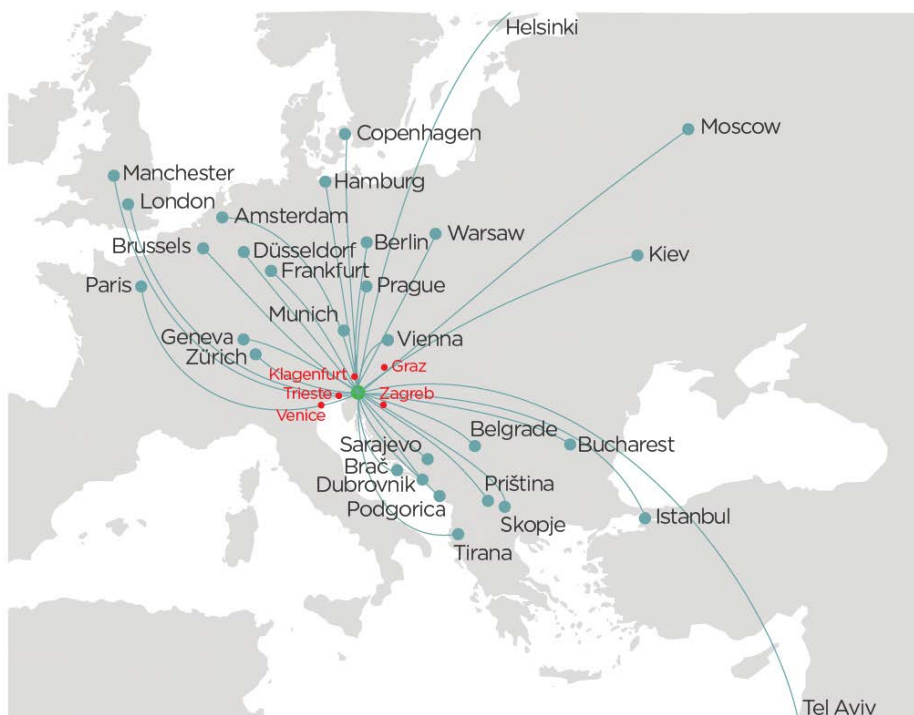 Helsinki
Copenhagen
Moscow
Manchester
Hamburg
London
Amsterdam
Brussels
Düsseldorf
Berlin
Warsaw
Kiev
Frankfurt
Paris
Prague
Munich
Geneva
Vienna
Zürich
Klagenfurt
Graz
Trieste
Zagreb
Venice
Sarajevo
Belgrade
Bucharest
Brač
Dubrovnik
Priština
Podgorica
Skopje
Istanbul
Tirana
Tel Aviv